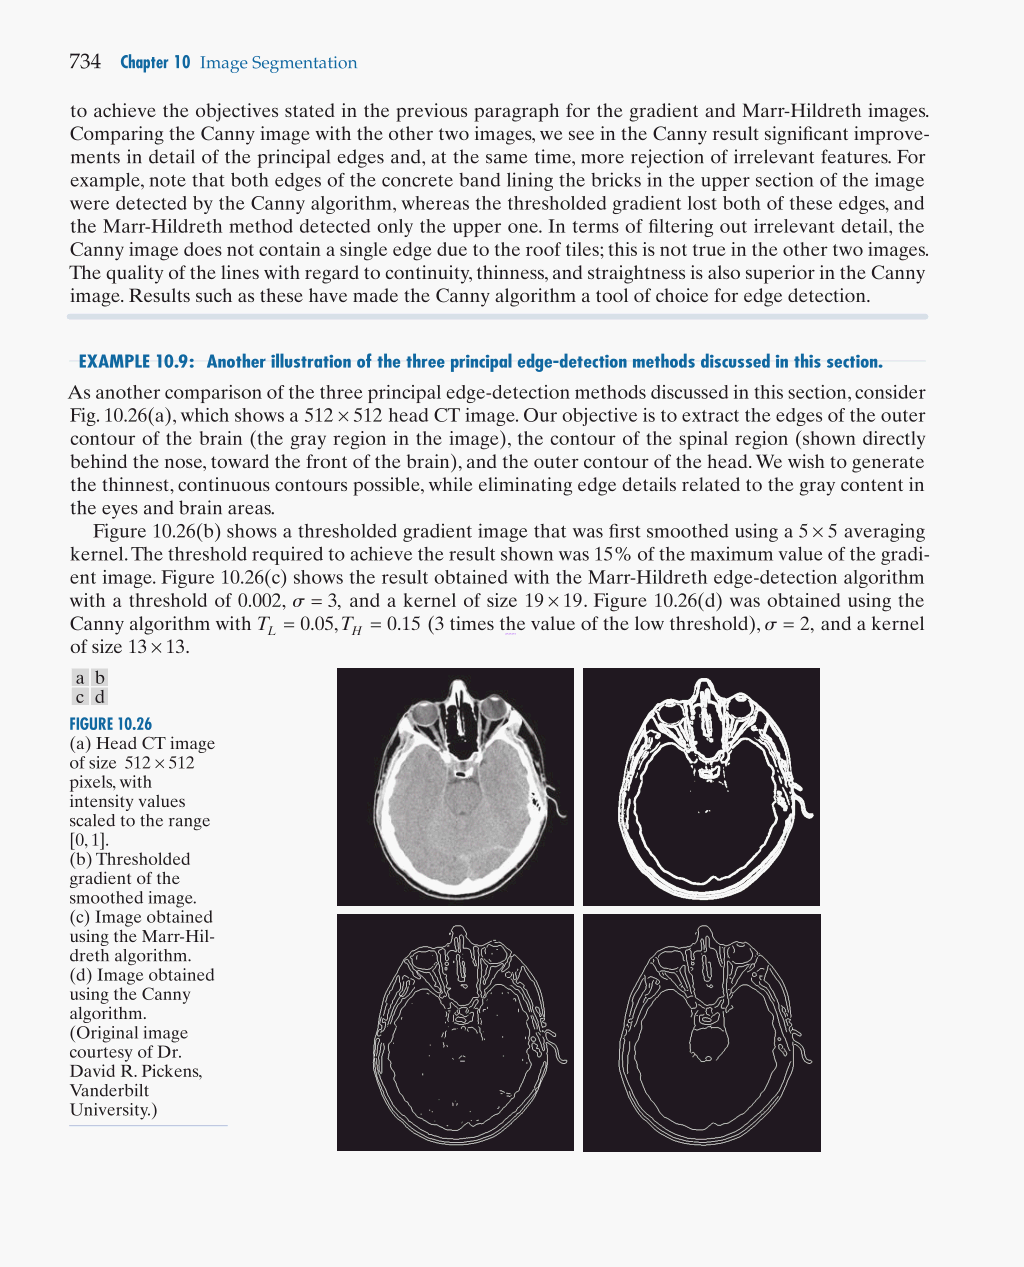 734 Chapter 10 Image Segmentation
to achieve the objectives stated in the previous paragraph for the gradient and Marr-Hildreth images.
Comparing the Canny image with the other two images, we see in the Canny result significant improve-
ments in detail of the principal edges and, at the same time, more rejection of irrelevant features. For
example, note that both edges of the concrete band lining the bricks in the upper section of the image
were detected by the Canny algorithm, whereas the thresholded gradient lost both of these edges, and
the Marr-Hildreth method detected only the upper one. In terms of filtering out irrelevant detail, the
Canny image does not contain a single edge due to the roof tiles; this is not true in the other two images.
The quality of the lines with regard to continuity, thinness, and straightness is also superior in the Canny
image. Results such as these have made the Canny algorithm a tool of choice for edge detection.
EXAMPLE 10.9: Another illustration of the three principal edge-detection methods discussed in this section.
As another comparison of the three principal edge-detection methods discussed in this section, consider
Fig. 10.26(a), which shows a 512 × 512 head CT image. Our objective is to extract the edges of the outer
contour of the brain (the gray region in the image), the contour of the spinal region (shown directly
behind the nose, toward the front of the brain), and the outer contour of the head. We wish to generate
the thinnest, continuous contours possible, while eliminating edge details related to the gray content in
the eyes and brain areas.
Figure 10.26(b) shows a thresholded gradient image that was first smoothed using a 5 × 5 averaging
kernel. The threshold required to achieve the result shown was 15% of the maximum value of the gradi-
ent image. Figure 10.26(c) shows the result obtained with the Marr-Hildreth edge-detection algorithm
with a threshold of 0.002, σ = 3, and a kernel of size 19 × 19. Figure 10.26(d) was obtained using the
Canny algorithm with T_L = 0.05, T_H = 0.15 (3 times the value of the low threshold), σ = 2, and a kernel
of size 13 × 13.
a b
c d
FIGURE 10.26
(a) Head CT image
of size 512 × 512
pixels, with
intensity values
scaled to the range
[0, 1].
(b) Thresholded
gradient of the
smoothed image.
(c) Image obtained
using the Marr-Hil-
dreth algorithm.
(d) Image obtained
using the Canny
algorithm.
(Original image
courtesy of Dr.
David R. Pickens,
Vanderbilt
University.)